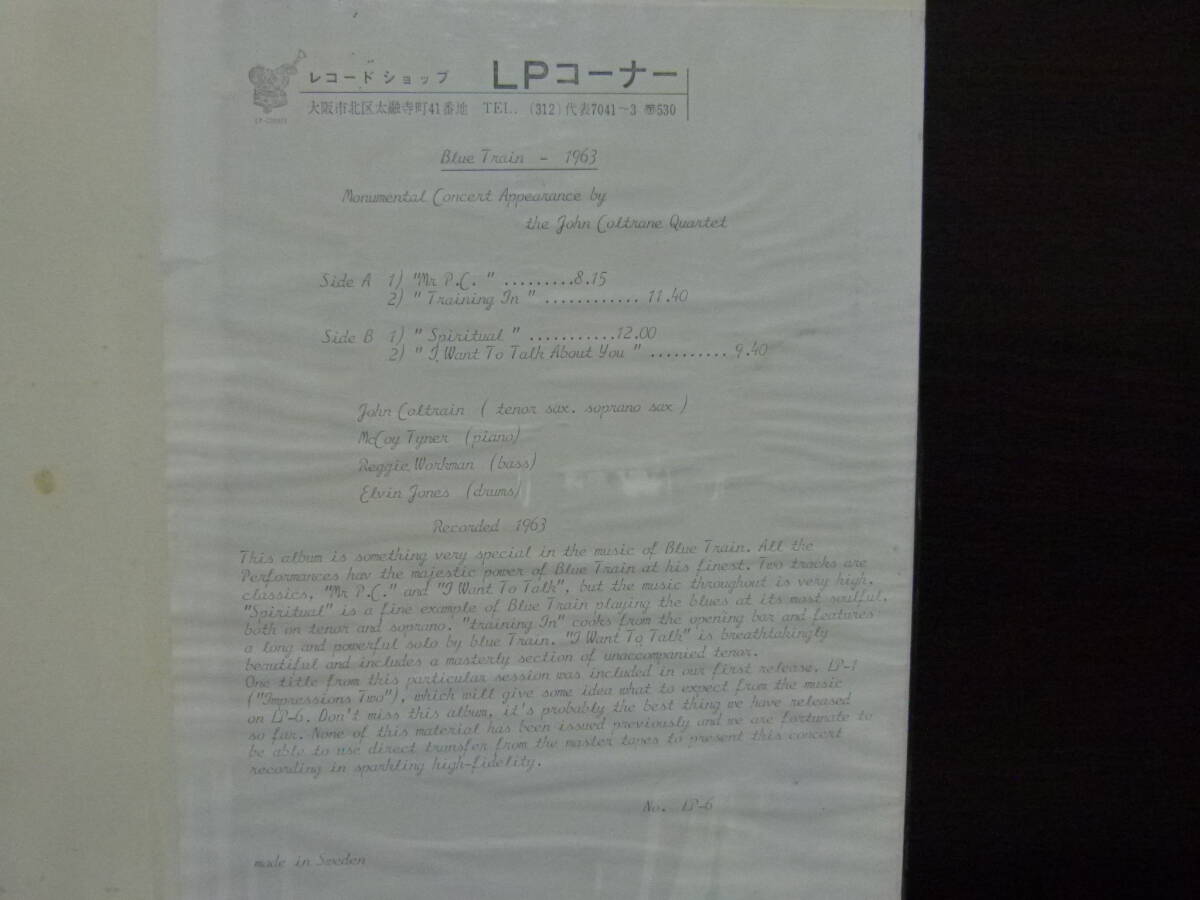 レコードショップ LPコーナー
大阪市北区太融寺町41番地 TEL. (312)代表7041~3 〠530
Blue Train - 1963
Monumental Concert Appearance by
the John Coltrane Quartet
Side A 1) "Mr P.C. " .........8.15
2) " Training In " ............ 11.40
Side B 1) " Spiritual " ...........12.00
2) " I Want To Talk About You " .......... 9.40
John Coltrain ( tenor sax. soprano sax )
McCoy Tyner (piano)
Reggie Workman (bass)
Elvin Jones (drums)
Recorded 1963
This album is something very special in the music of Blue Train. All the
Performances hav the majestic power of Blue Train at his finest. Two tracks are
classics, "Mr P.C." and "I Want To Talk", but the music throughout is very high.
"Spiritual" is a fine example of Blue Train playing the blues at its most soulful,
both on tenor and soprano. "training In" cooks from the opening bar and features
a long and powerful solo by blue Train. "I Want To Talk" is breathtakingly
beautiful and includes a masterly section of unaccompanied tenor.
One title from this particular session was included in our first release, LP-1
("Impressions Two"), which will give some idea what to expect from the music
on LP-6. Don't miss this album, it's probably the best thing we have released
so far. None of this material has been issued previously and we are fortunate to
be able to use direct transfer from the master tapes to present this concert
recording in sparkling high-fidelity.
No. LP-6
made in Sweden